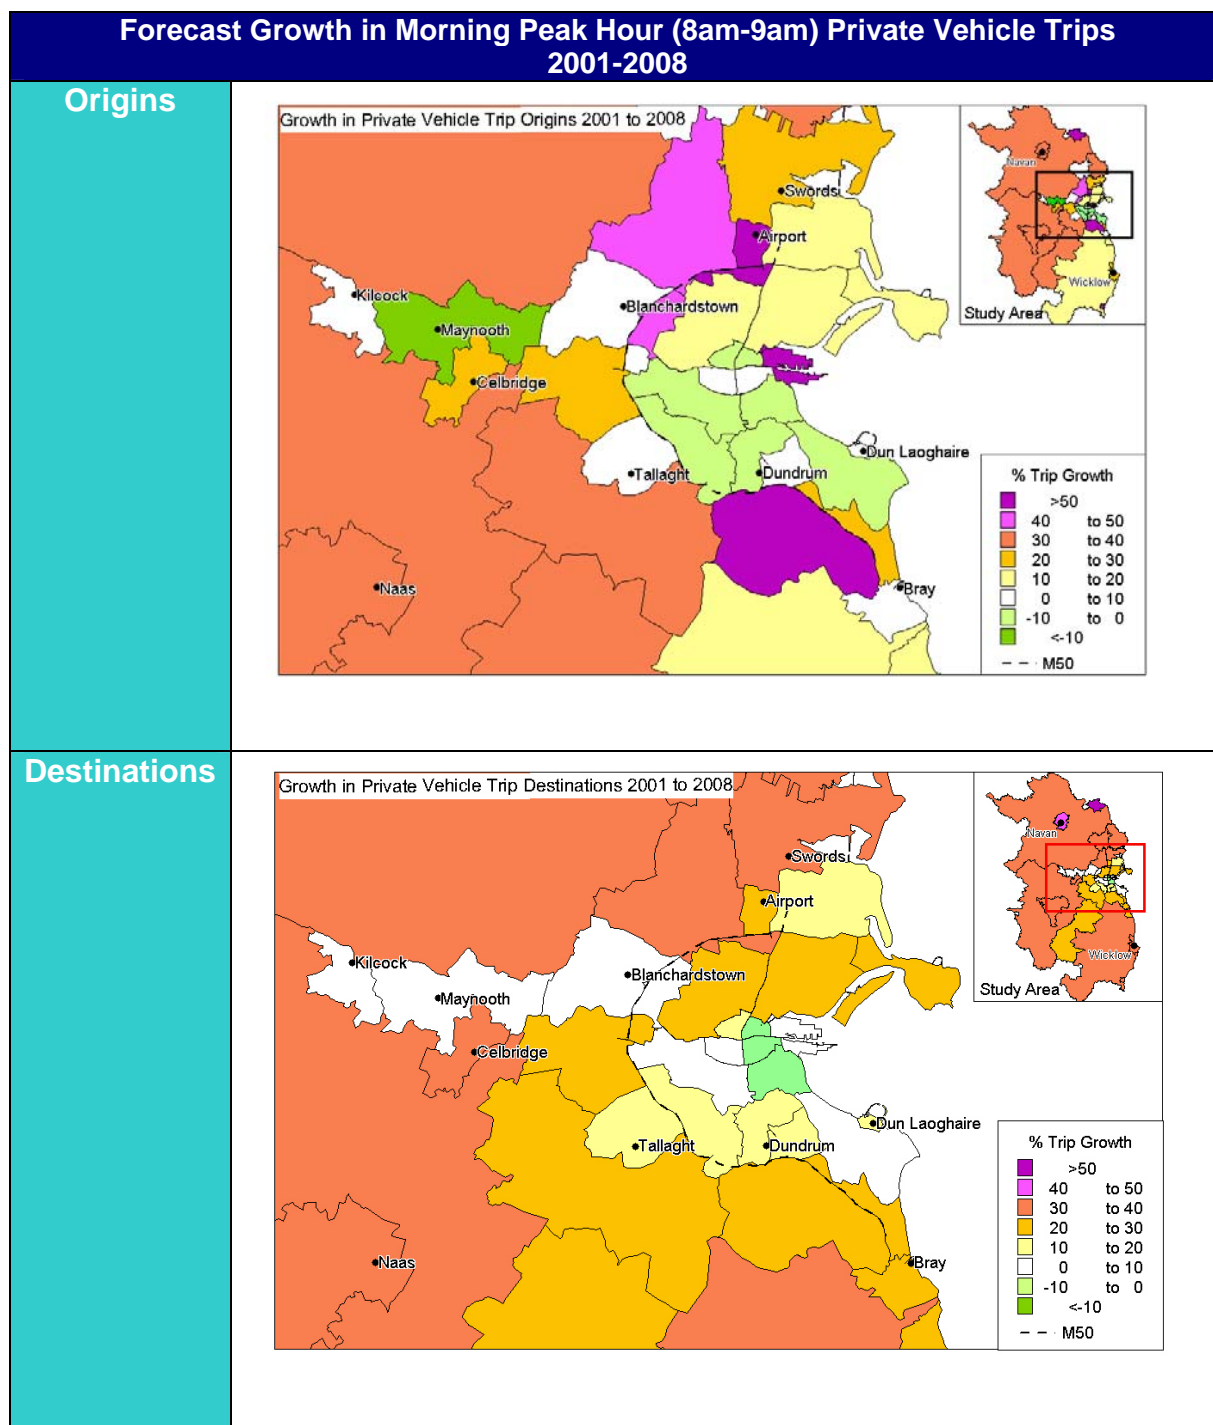 Forecast Growth in Morning Peak Hour (8am-9am) Private Vehicle Trips
2001-2008
Origins
Growth in Private Vehicle Trip Origins 2001 to 2008
Swords
Airport
Kilcock
Blanchardstown
Maynooth
Celbridge
Dun Laoghaire
Tallaght
Dundrum
Naas
Bray
Navan
Wicklow
Study Area
% Trip Growth
>50
40 to 50
30 to 40
20 to 30
10 to 20
0 to 10
-10 to 0
<-10
M50
Destinations
Growth in Private Vehicle Trip Destinations 2001 to 2008
Swords
Airport
Kilcock
Blanchardstown
Maynooth
Celbridge
Dun Laoghaire
Tallaght
Dundrum
Naas
Bray
Navan
Wicklow
Study Area
% Trip Growth
>50
40 to 50
30 to 40
20 to 30
10 to 20
0 to 10
-10 to 0
<-10
M50